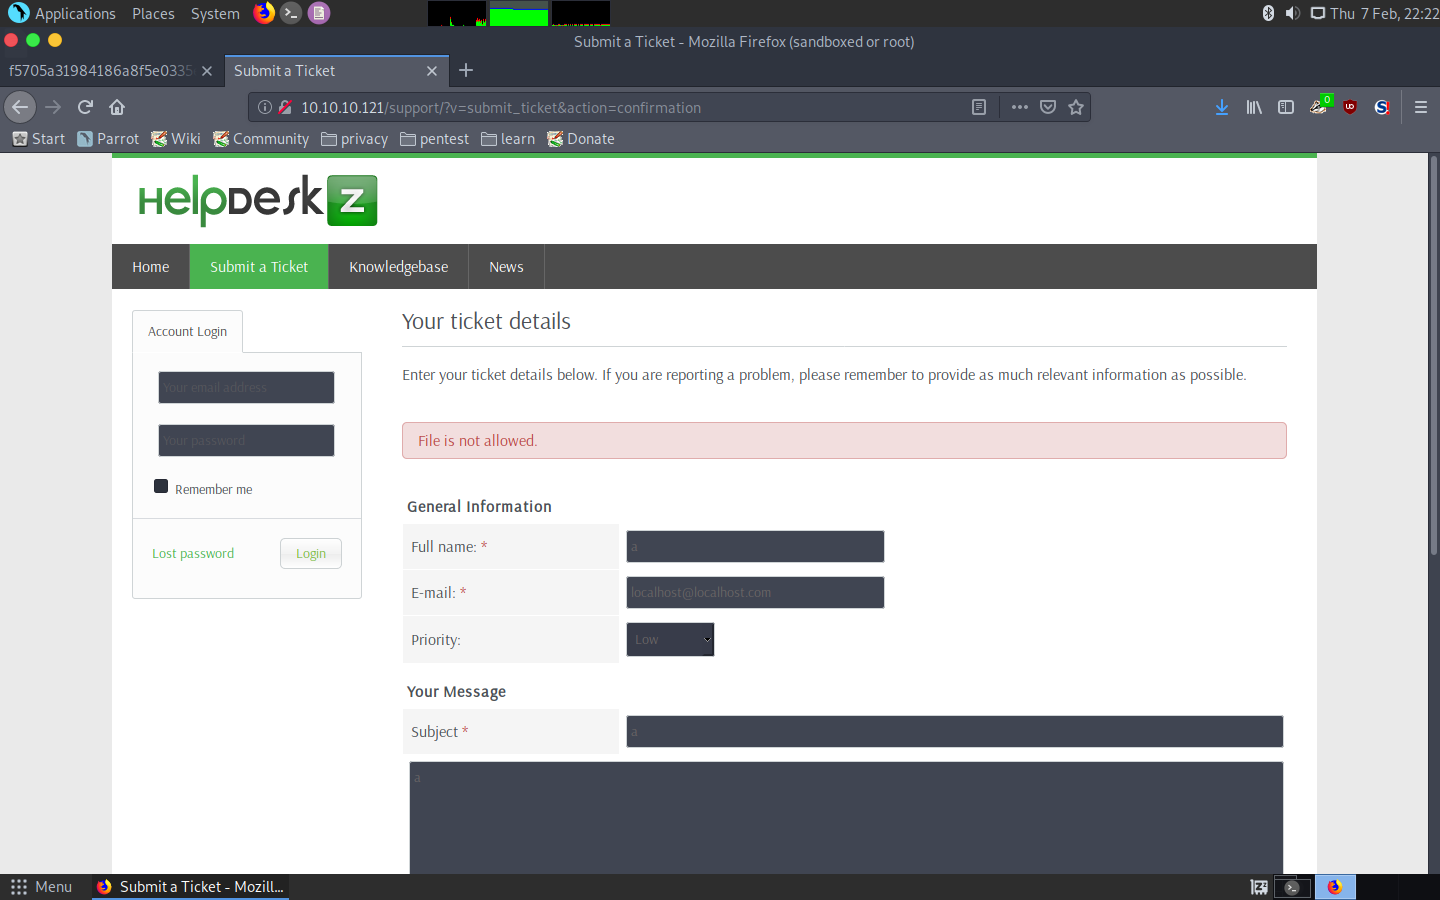 Applications Places System Thu 7 Feb, 22:22
Submit a Ticket - Mozilla Firefox (sandboxed or root)
f5705a31984186a8f5e0335 Submit a Ticket
10.10.10.121/support/?v=submit_ticket&action=confirmation 0
Start Parrot Wiki Community privacy pentest learn Donate
HelpDesk Z
Home Submit a Ticket Knowledgebase News
Account Login
Your email address
Your password
Remember me
Lost password Login
Your ticket details
Enter your ticket details below. If you are reporting a problem, please remember to provide as much relevant information as possible.
File is not allowed.
General Information
Full name: * a
E-mail: * localhost@localhost.com
Priority: Low
Your Message
Subject * a
a
Menu Submit a Ticket - Mozill...